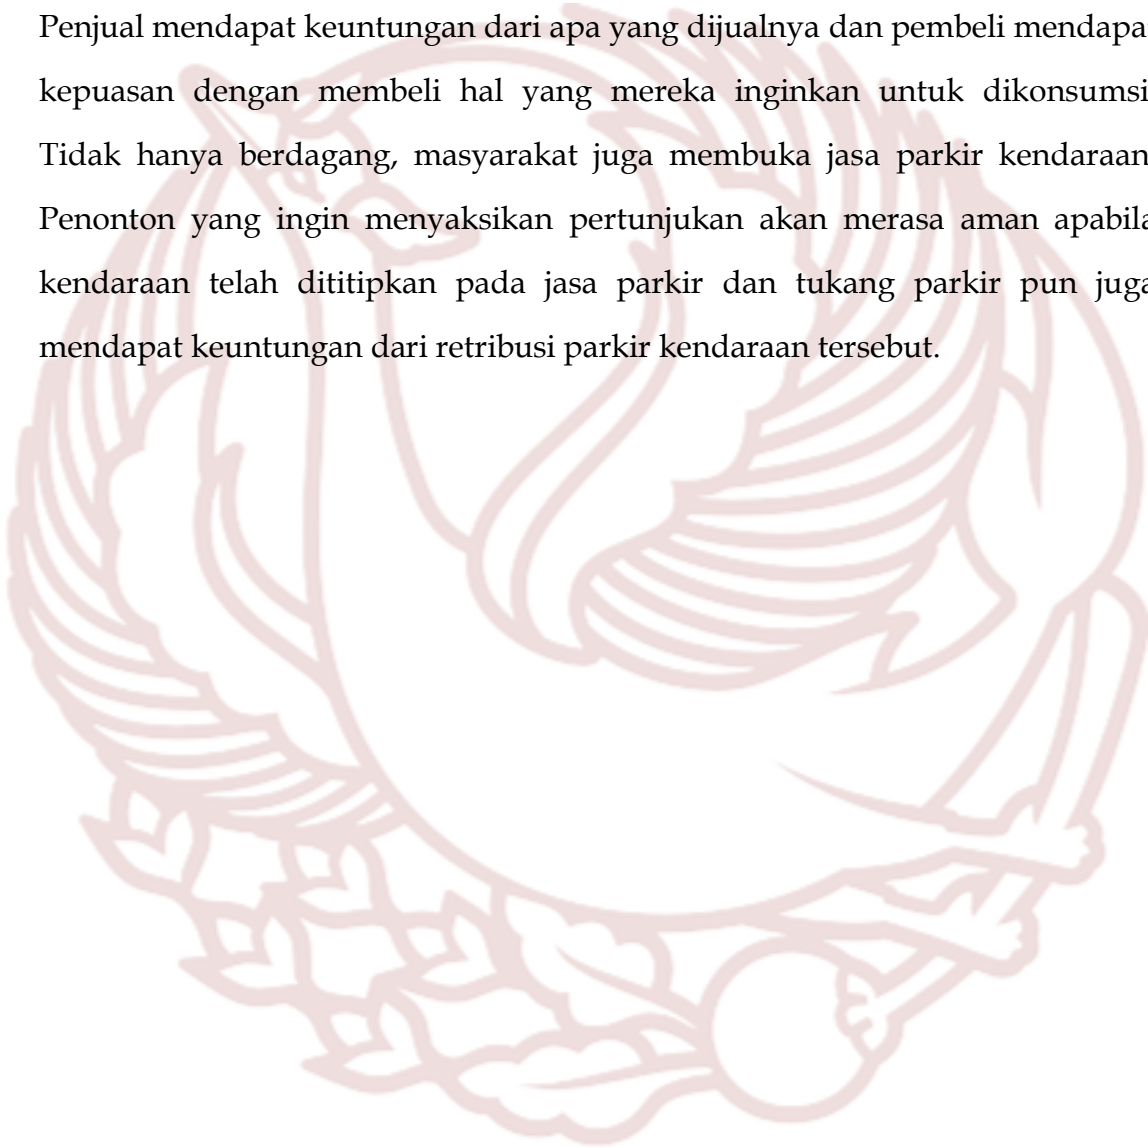 Penjual mendapat keuntungan dari apa yang dijualnya dan pembeli mendapa
kepuasan dengan membeli hal yang mereka inginkan untuk dikonsumsi
Tidak hanya berdagang, masyarakat juga membuka jasa parkir kendaraan
Penonton yang ingin menyaksikan pertunjukan akan merasa aman apabila
kendaraan telah dititipkan pada jasa parkir dan tukang parkir pun juga
mendapat keuntungan dari retribusi parkir kendaraan tersebut.